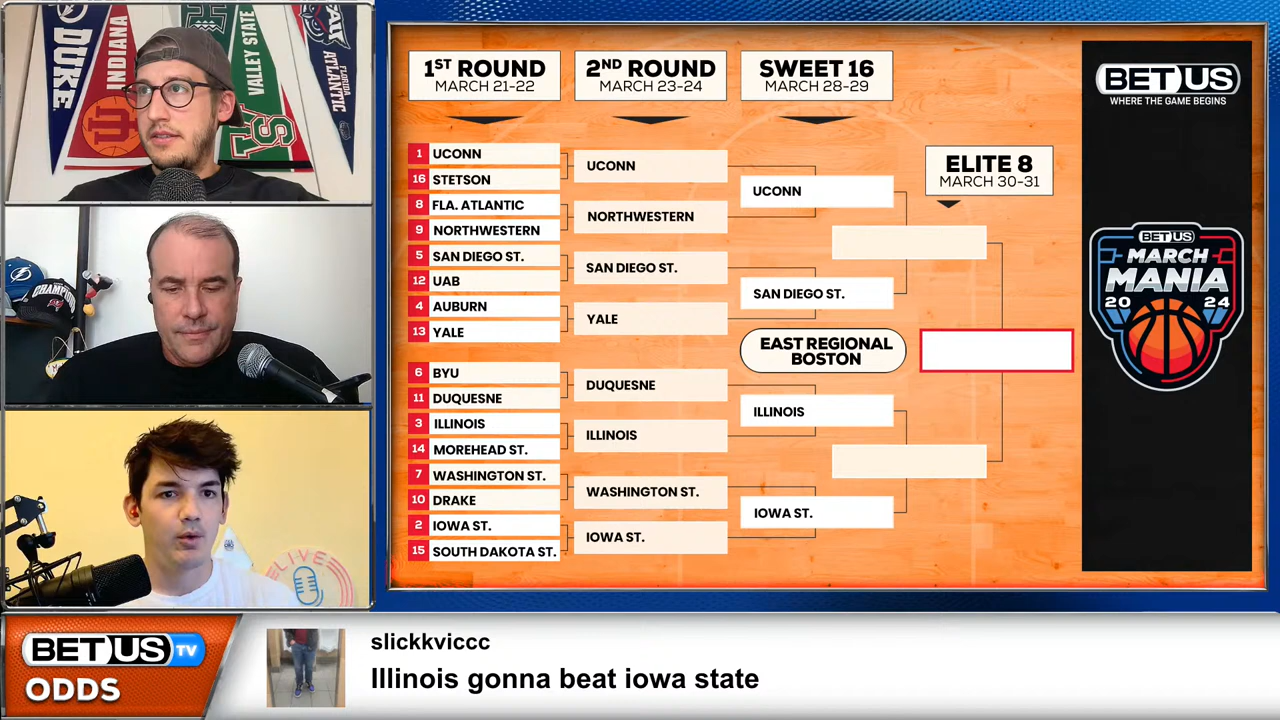 DUKE
INDIANA
VALLEY STATE
FLORIDA ATLANTIC
CHAMPIONS
LIVE
1ST ROUND
MARCH 21-22
2ND ROUND
MARCH 23-24
SWEET 16
MARCH 28-29
ELITE 8
MARCH 30-31
1 UCONN
16 STETSON
8 FLA. ATLANTIC
9 NORTHWESTERN
5 SAN DIEGO ST.
12 UAB
4 AUBURN
13 YALE
6 BYU
11 DUQUESNE
3 ILLINOIS
14 MOREHEAD ST.
7 WASHINGTON ST.
10 DRAKE
2 IOWA ST.
15 SOUTH DAKOTA ST.
UCONN
NORTHWESTERN
SAN DIEGO ST.
YALE
DUQUESNE
ILLINOIS
WASHINGTON ST.
IOWA ST.
UCONN
SAN DIEGO ST.
ILLINOIS
IOWA ST.
EAST REGIONAL
BOSTON
BETUS
WHERE THE GAME BEGINS
BETUS
MARCH
MANIA
20 24
BETUS TV
ODDS
slickkviccc
Illinois gonna beat iowa state